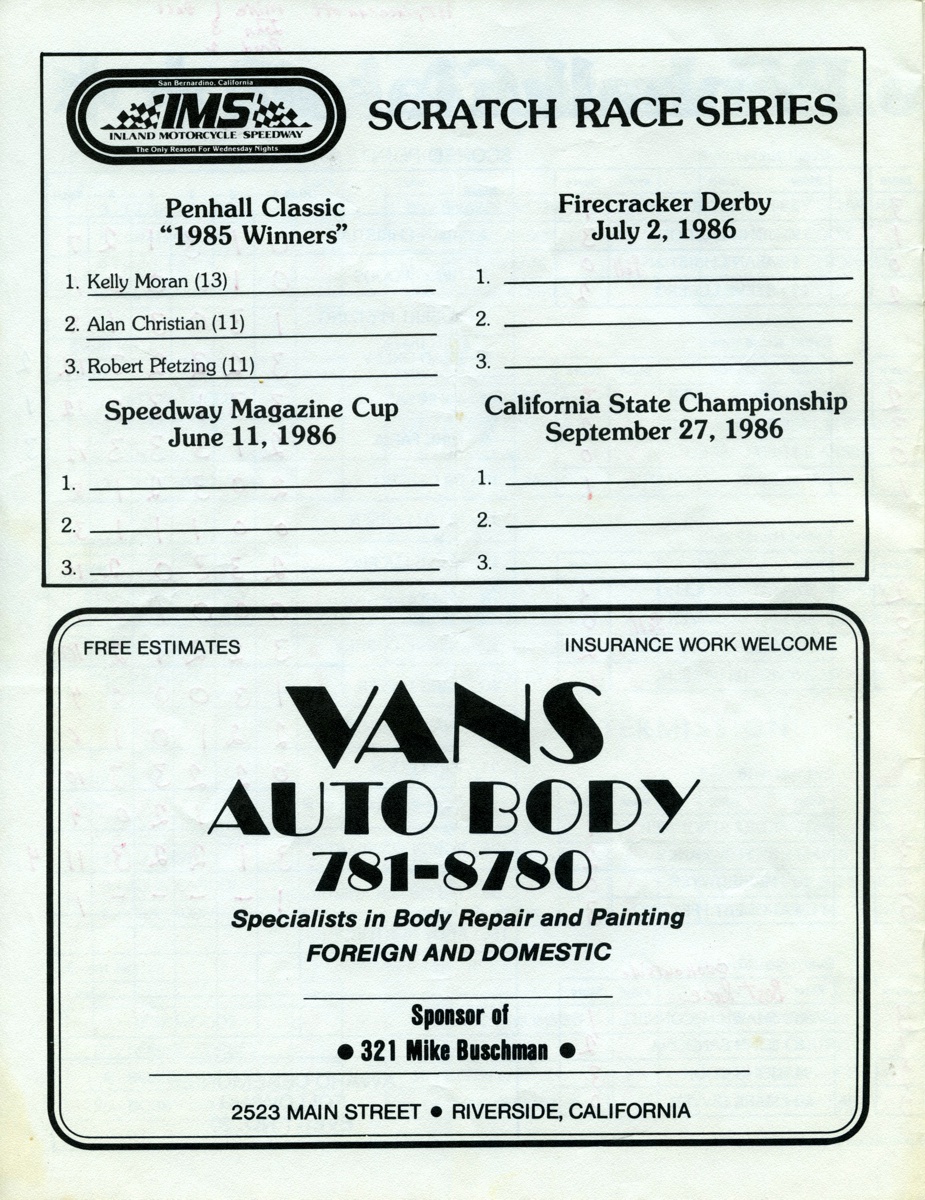 San Bernardino, California
IMS
INLAND MOTORCYCLE SPEEDWAY
The Only Reason For Wednesday Nights
SCRATCH RACE SERIES
Penhall Classic
“1985 Winners”
1. Kelly Moran (13)
2. Alan Christian (11)
3. Robert Pfetzing (11)
Firecracker Derby
July 2, 1986
1.
2.
3.
Speedway Magazine Cup
June 11, 1986
1.
2.
3.
California State Championship
September 27, 1986
1.
2.
3.
FREE ESTIMATES
INSURANCE WORK WELCOME
VANS
AUTO BODY
781-8780
Specialists in Body Repair and Painting
FOREIGN AND DOMESTIC
Sponsor of
● 321 Mike Buschman ●
2523 MAIN STREET ● RIVERSIDE, CALIFORNIA